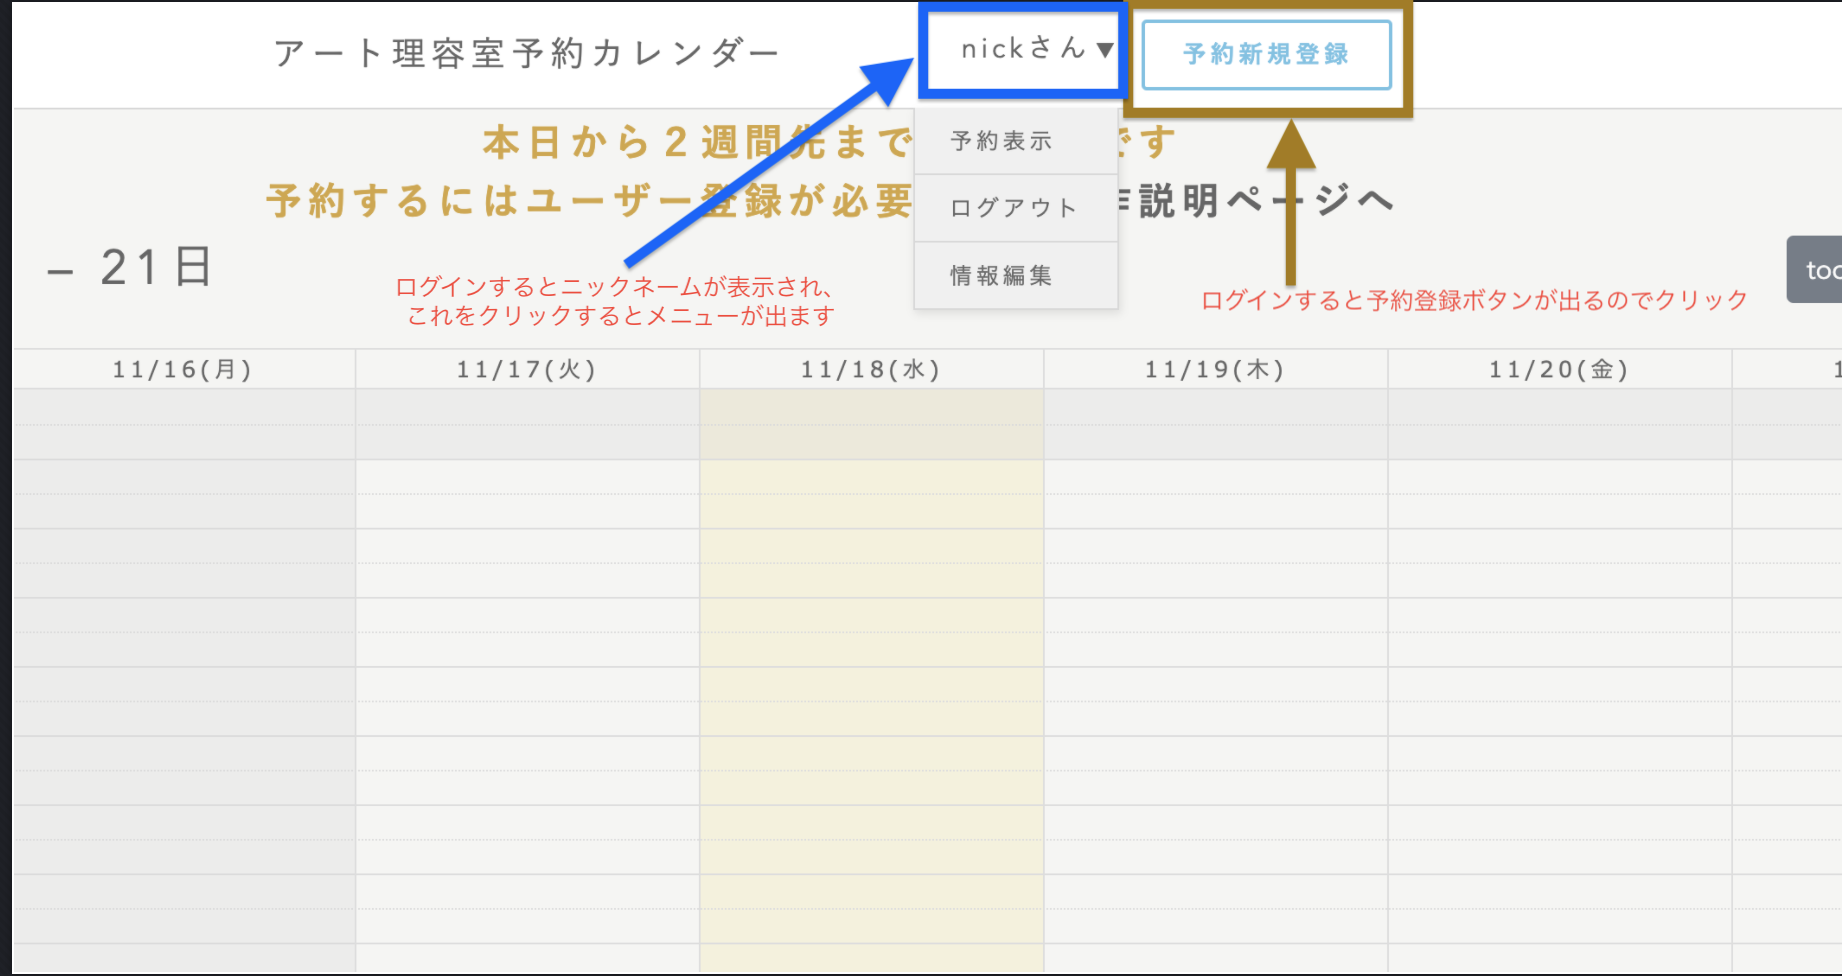 アート理容室予約カレンダー
nickさん▼
予約新規登録
本日から２週間先まで
です
予約するにはユーザー登録が必要
説明ページへ
予約表示
ログアウト
情報編集
– 21日
ログインするとニックネームが表示され、
これをクリックするとメニューが出ます
ログインすると予約登録ボタンが出るのでクリック
11/16(月)
11/17(火)
11/18(水)
11/19(木)
11/20(金)